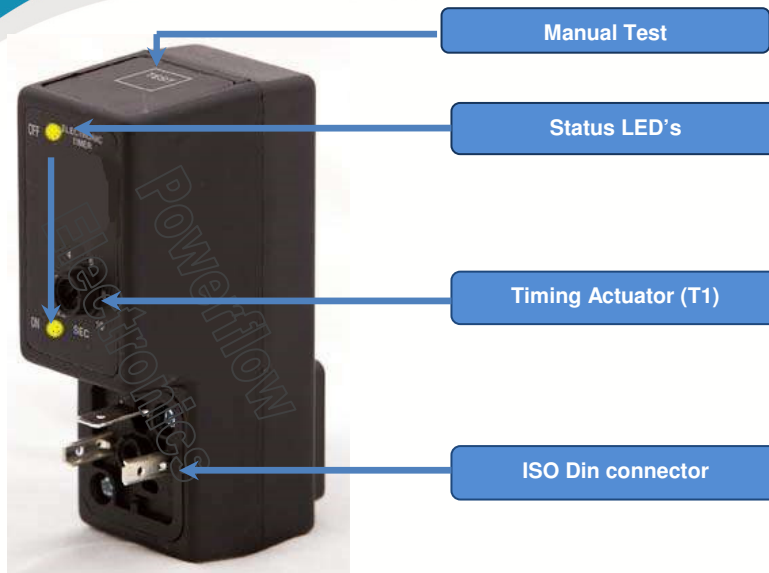 Manual Test
TEST
Status LED's
OFF
ELECTRONIC
TIMER
Powerflow
Electronics
4
Timing Actuator (T1)
10
ON
SEC
ISO Din connector